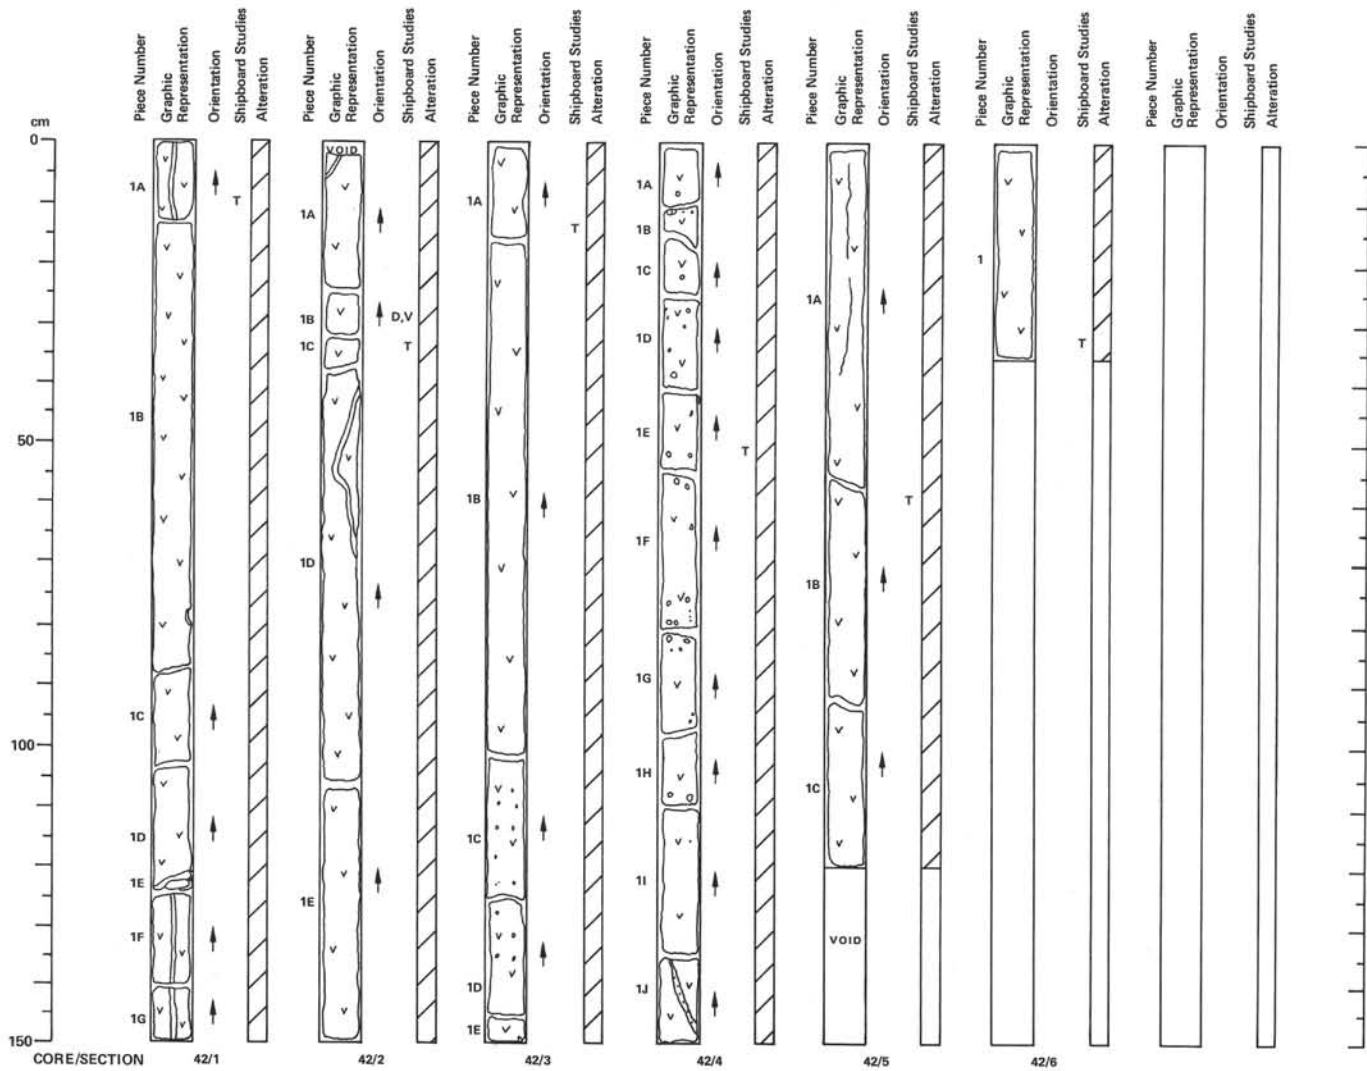 Piece Number
Graphic
Representation
Orientation
Shipboard Studies
Alteration
Piece Number
Graphic
Representation
Orientation
Shipboard Studies
Alteration
Piece Number
Graphic
Representation
Orientation
Shipboard Studies
Alteration
Piece Number
Graphic
Representation
Orientation
Shipboard Studies
Alteration
Piece Number
Graphic
Representation
Orientation
Shipboard Studies
Alteration
Piece Number
Graphic
Representation
Orientation
Shipboard Studies
Alteration
Piece Number
Graphic
Representation
Orientation
Shipboard Studies
Alteration
cm
0
50
100
150
1A
T
1B
1C
1D
1E
1F
1G
VOID
1A
1B
D,V
1C
T
1D
1E
1A
T
1B
1C
1D
1E
1A
1B
1C
1D
1E
T
1F
1G
1H
1I
1J
1A
T
1B
1C
VOID
1
T
CORE/SECTION 42/1 42/2 42/3 42/4 42/5 42/6